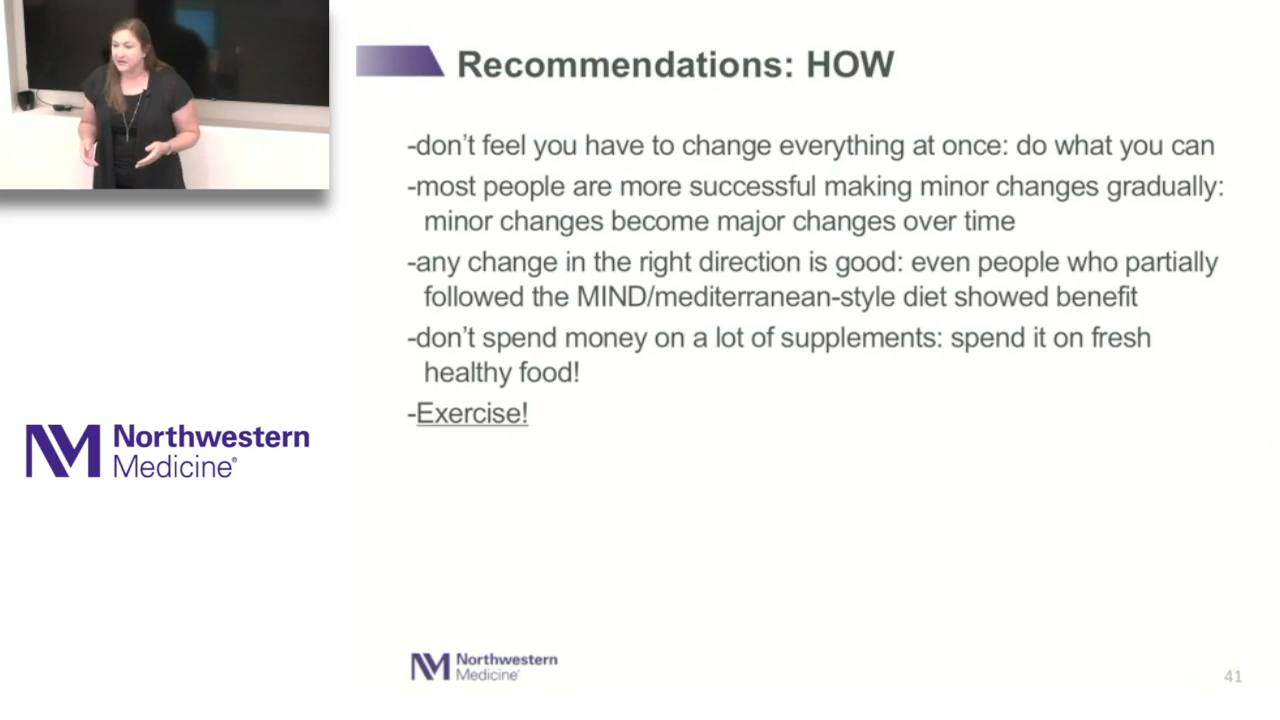 Recommendations: HOW
-don't feel you have to change everything at once: do what you can
-most people are more successful making minor changes gradually:
minor changes become major changes over time
-any change in the right direction is good: even people who partially
followed the MIND/mediterranean-style diet showed benefit
-don't spend money on a lot of supplements: spend it on fresh
healthy food!
-Exercise!
NM Northwestern
Medicine®
NM Northwestern
Medicine®
41